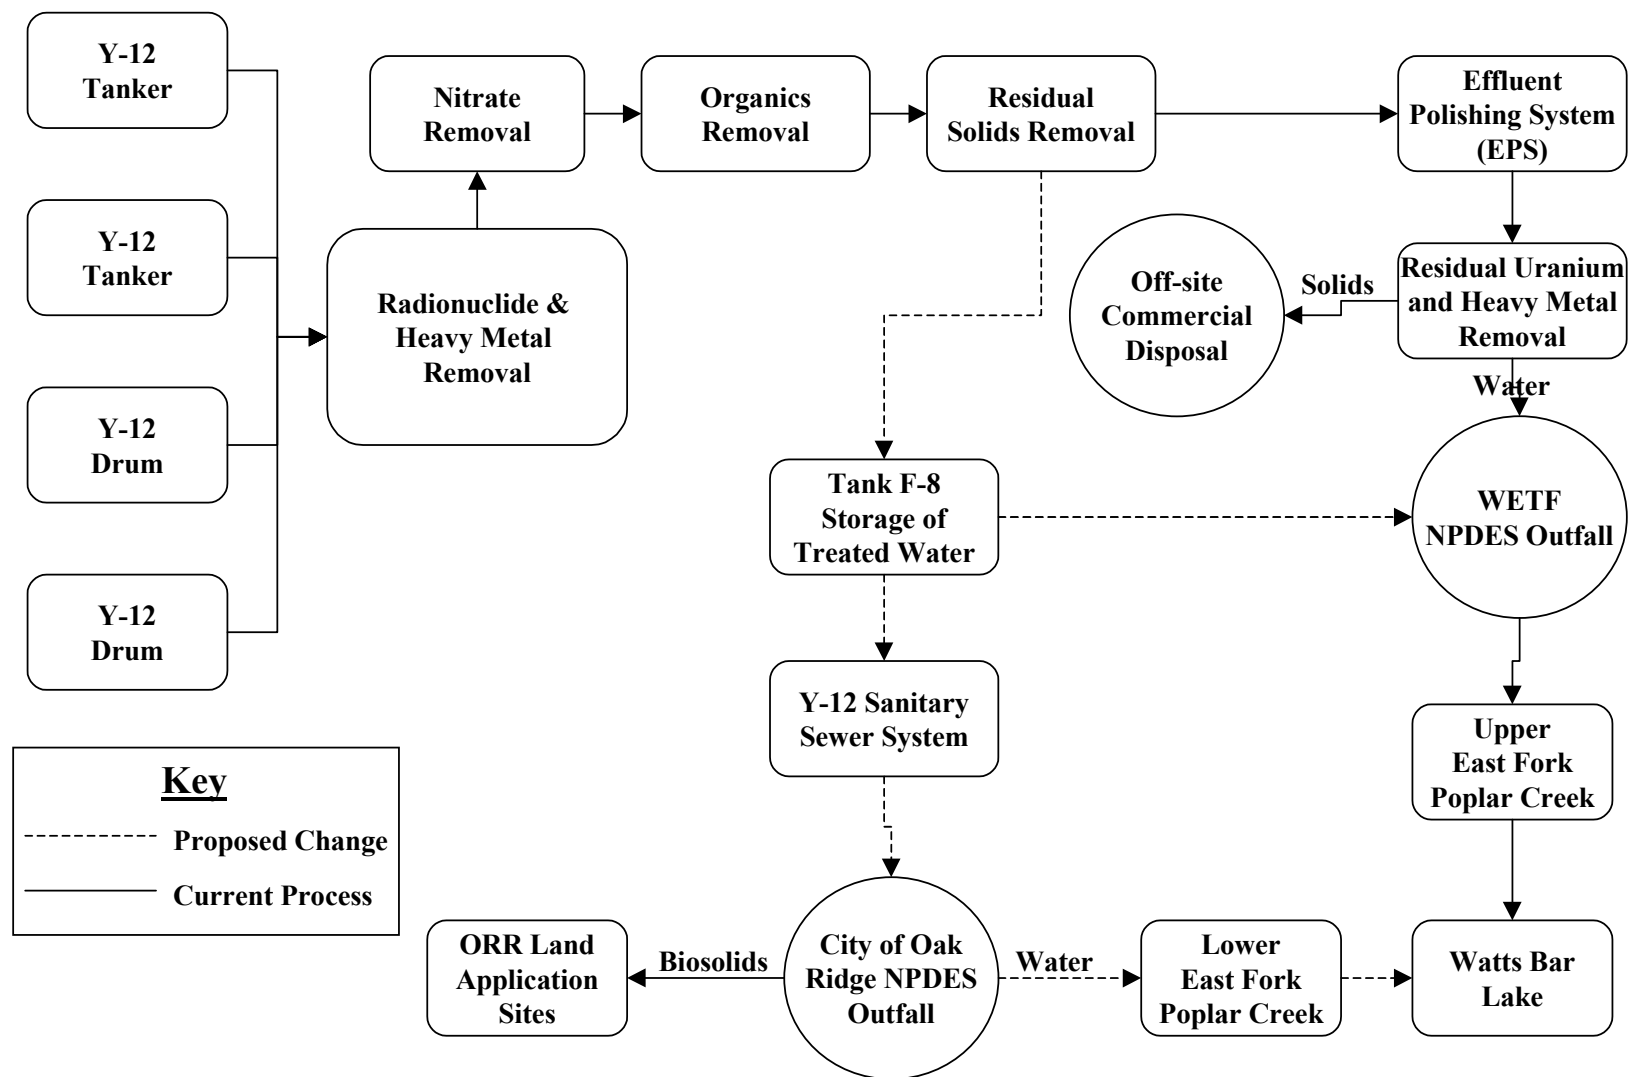 Y-12
Tanker
Y-12
Tanker
Y-12
Drum
Y-12
Drum
Radionuclide &
Heavy Metal
Removal
Nitrate
Removal
Organics
Removal
Residual
Solids Removal
Effluent
Polishing System
(EPS)
Residual Uranium
and Heavy Metal
Removal
Solids
Off-site
Commercial
Disposal
Water
WETF
NPDES Outfall
Tank F-8
Storage of
Treated Water
Y-12 Sanitary
Sewer System
Upper
East Fork
Poplar Creek
Key
Proposed Change
Current Process
ORR Land
Application
Sites
Biosolids
City of Oak
Ridge NPDES
Outfall
Water
Lower
East Fork
Poplar Creek
Watts Bar
Lake